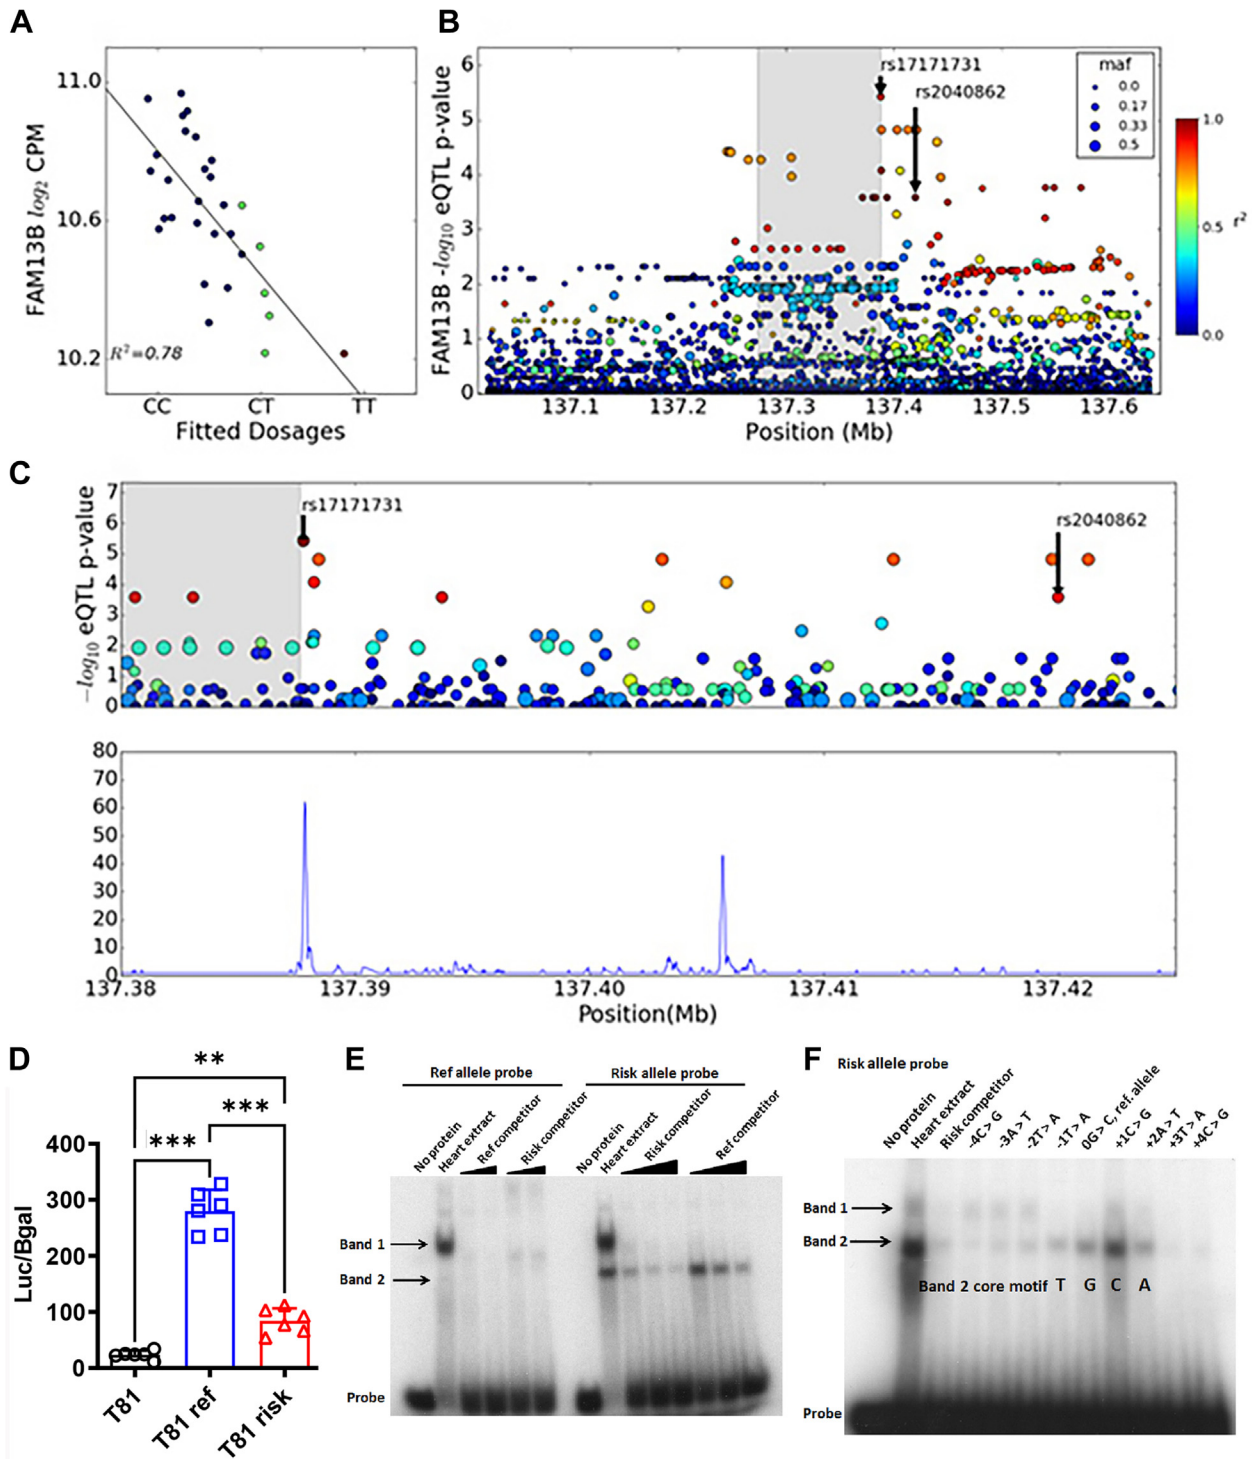 A
11.0
10.6
10.2
FAM13B log2 CPM
R²=0.78
CC CT TT
Fitted Dosages
B
6
5
4
3
2
1
0
FAM13B -log10 eQTL p-value
rs17171731
rs2040862
maf
0.0
0.17
0.33
0.5
1.0
0.5
0.0
r²
137.1 137.2 137.3 137.4 137.5 137.6
Position (Mb)
C
7
6
5
4
3
2
1
0
−log10 eQTL p-value
rs17171731
rs2040862
80
70
60
50
40
30
20
10
0
137.38 137.39 137.40 137.41 137.42
Position(Mb)
D
**
***
***
400
300
200
100
0
Luc/Bgal
T81
T81 ref
T81 risk
E
Ref allele probe
Risk allele probe
No protein
Heart extract
Ref competitor
Risk competitor
No protein
Heart extract
Risk competitor
Ref competitor
Band 1
Band 2
Probe
F
Risk allele probe
No protein
Heart extract
Risk competitor
-4C> G
-3A> T
-2T> A
-1T> A
0G> C, ref. allele
+1C> G
+2A> T
+3T> A
+4C> G
Band 1
Band 2
Band 2 core motif T G C A
Probe